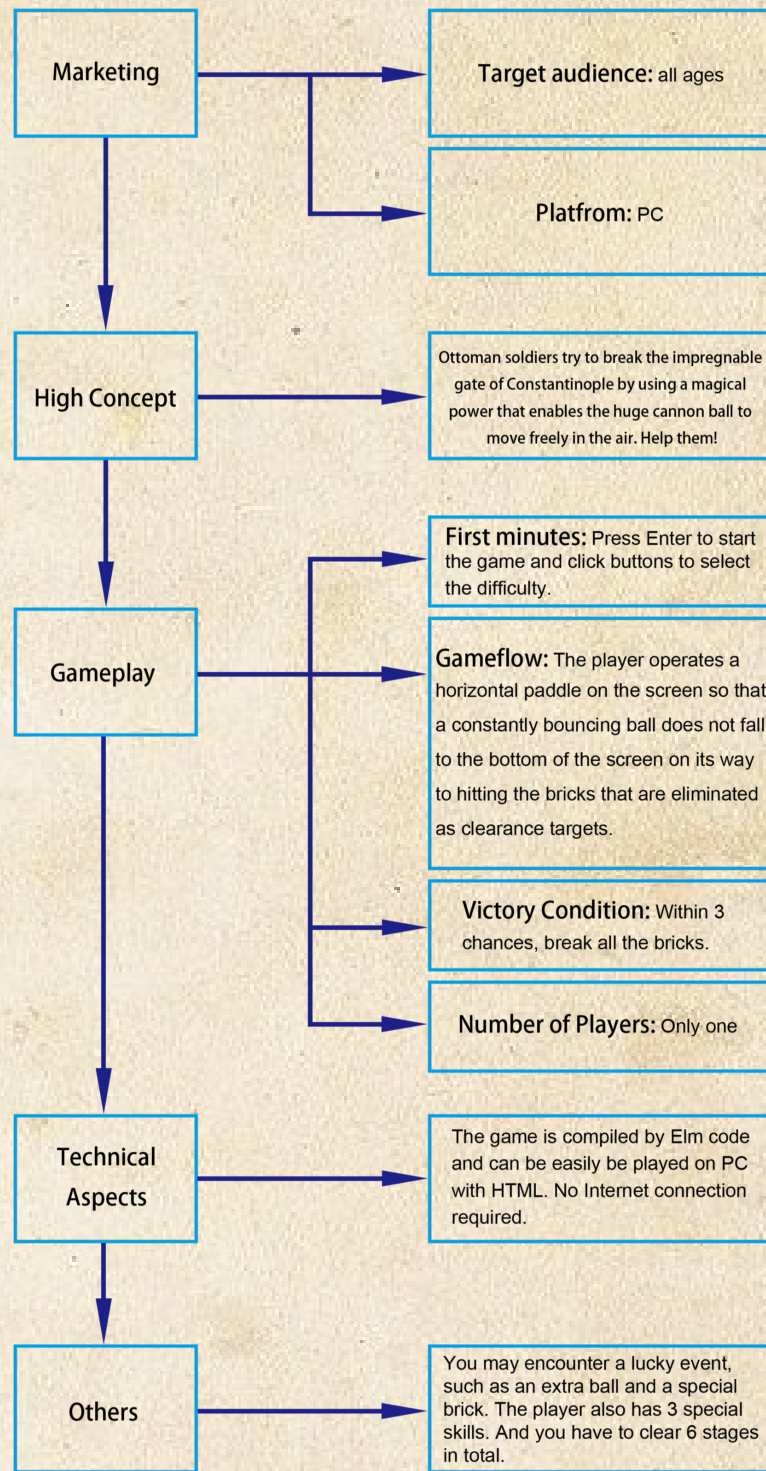 Marketing
Target audience: all ages
Platfrom: PC
High Concept
Ottoman soldiers try to break the impregnable
gate of Constantinople by using a magical
power that enables the huge cannon ball to
move freely in the air. Help them!
Gameplay
First minutes: Press Enter to start
the game and click buttons to select
the difficulty.
Gameflow: The player operates a
horizontal paddle on the screen so that
a constantly bouncing ball does not fall
to the bottom of the screen on its way
to hitting the bricks that are eliminated
as clearance targets.
Victory Condition: Within 3
chances, break all the bricks.
Number of Players: Only one
Technical
Aspects
The game is compiled by Elm code
and can be easily be played on PC
with HTML. No Internet connection
required.
Others
You may encounter a lucky event,
such as an extra ball and a special
brick. The player also has 3 special
skills. And you have to clear 6 stages
in total.